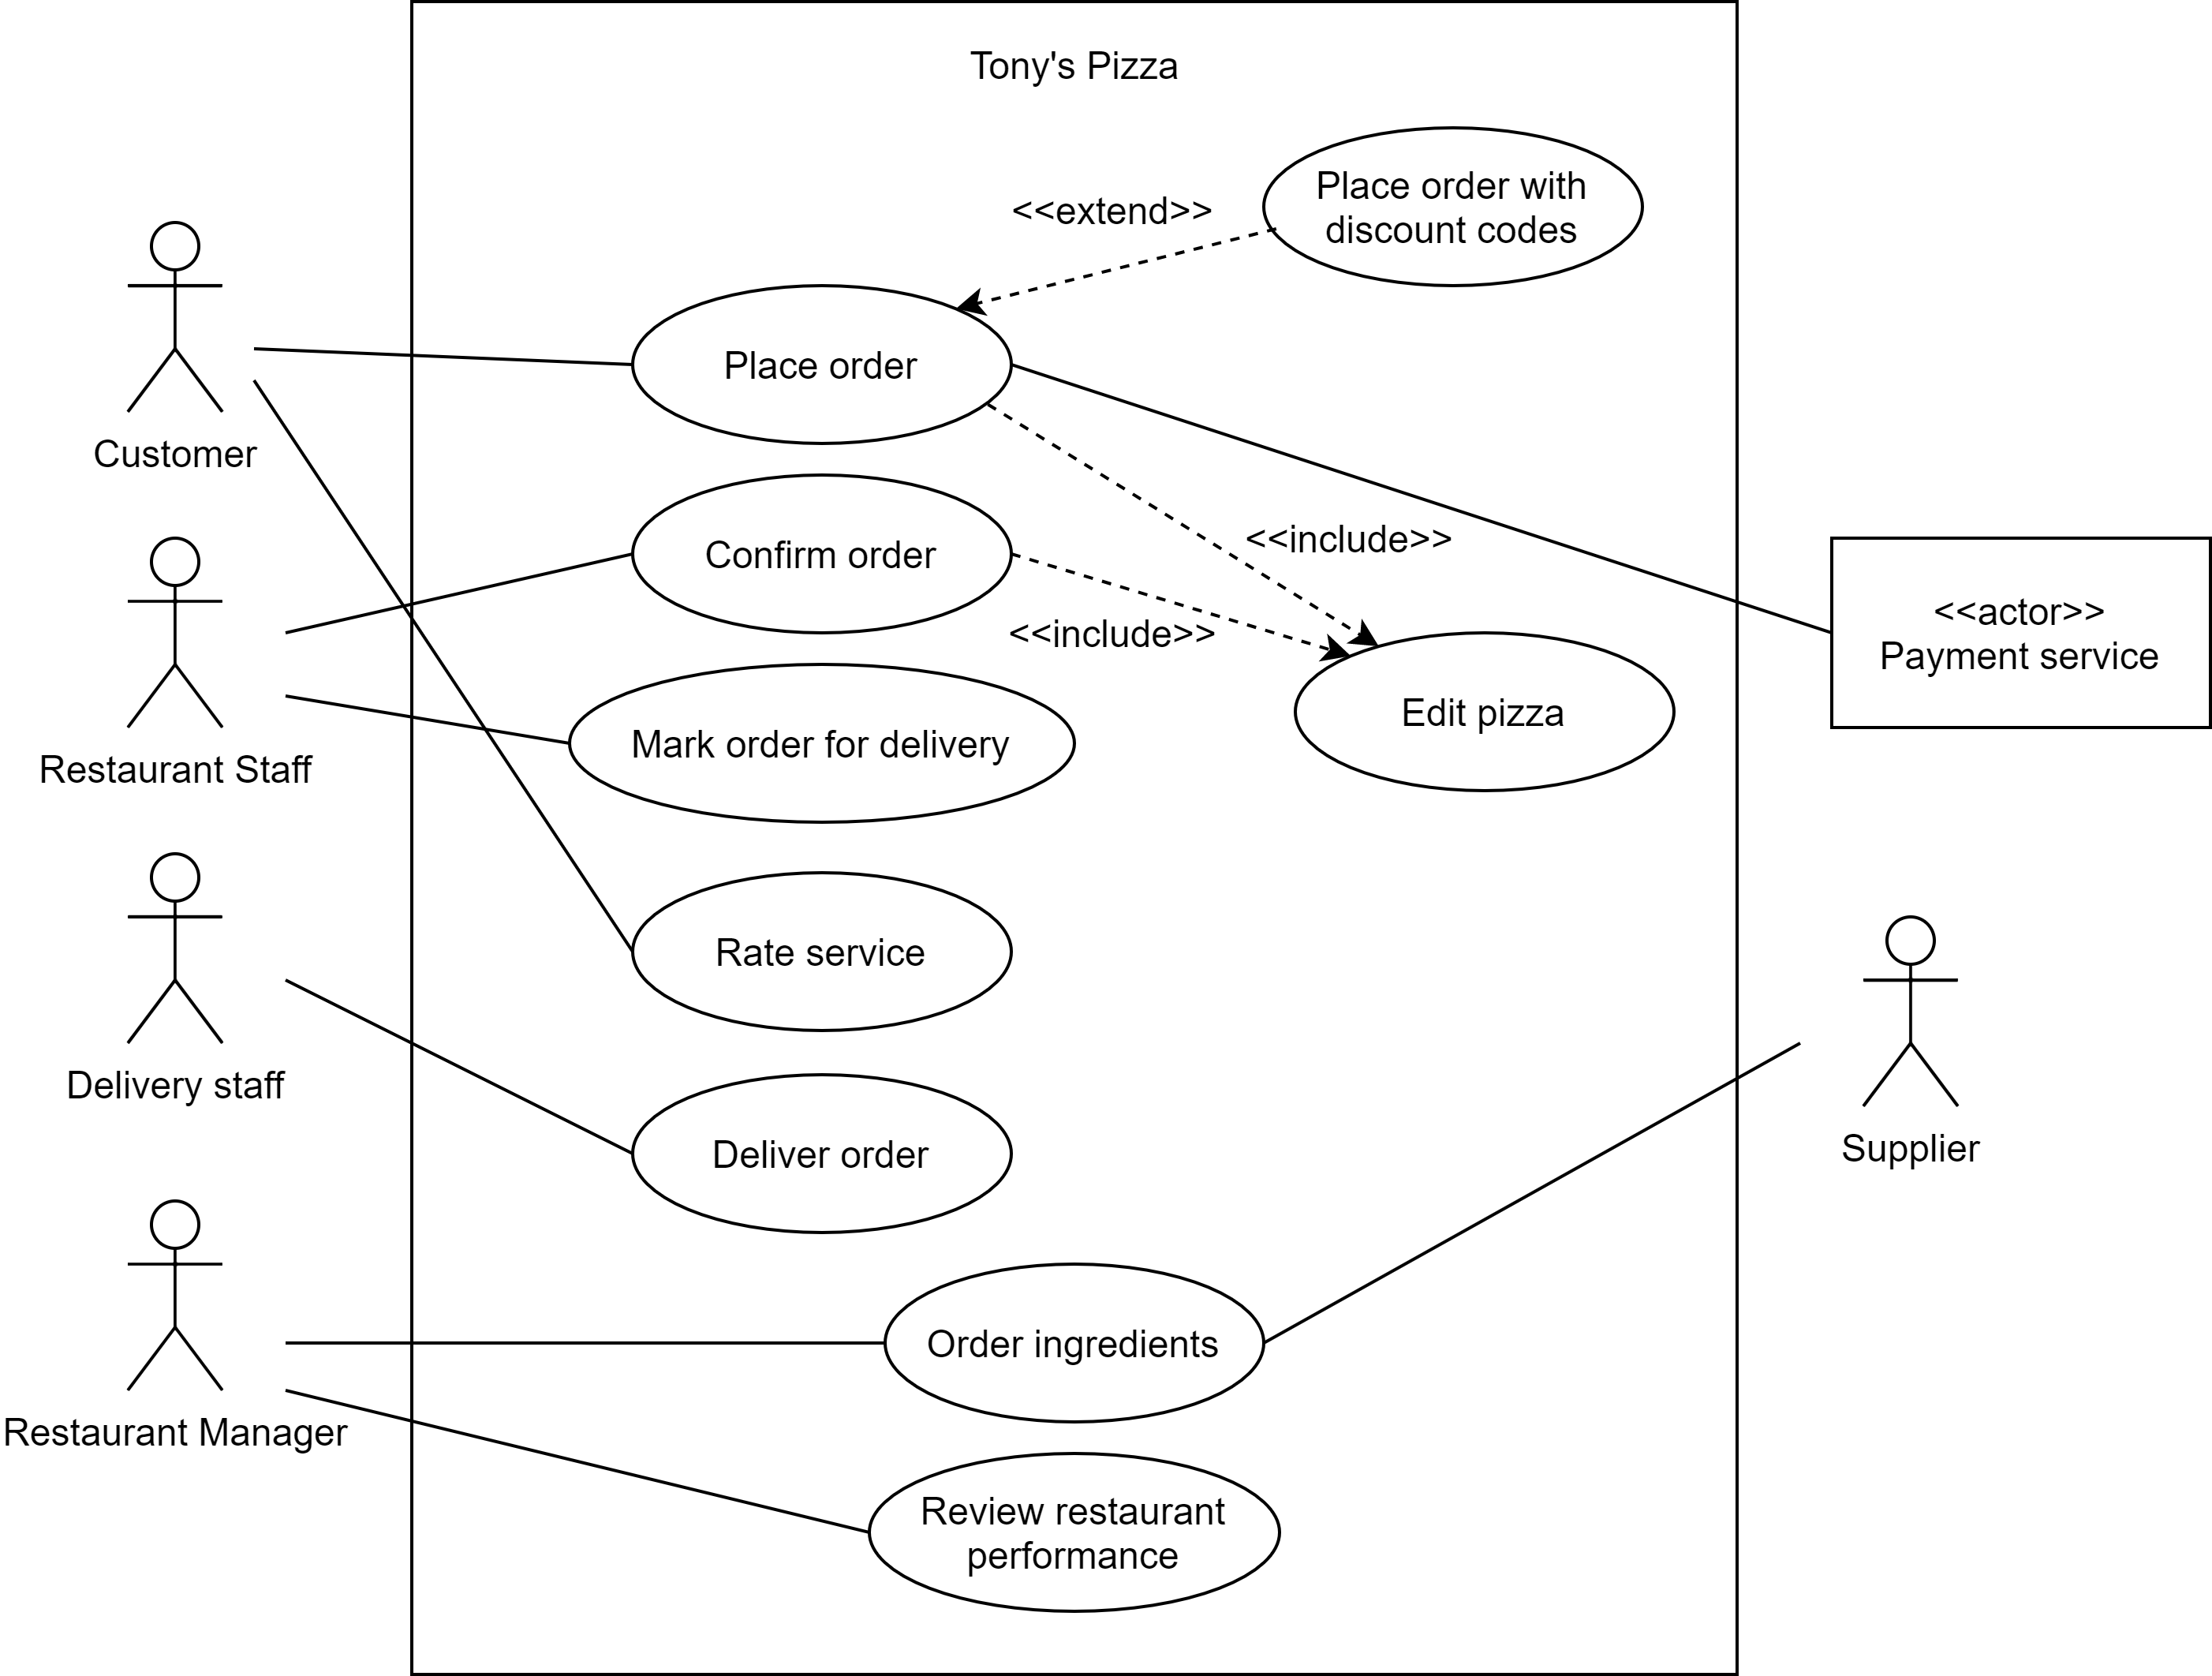 Tony's Pizza
Place order with
discount codes
<<extend>>
Place order
Customer
<<include>>
Confirm order
<<actor>>
Payment service
<<include>>
Edit pizza
Mark order for delivery
Restaurant Staff
Rate service
Delivery staff
Supplier
Deliver order
Order ingredients
Restaurant Manager
Review restaurant
performance